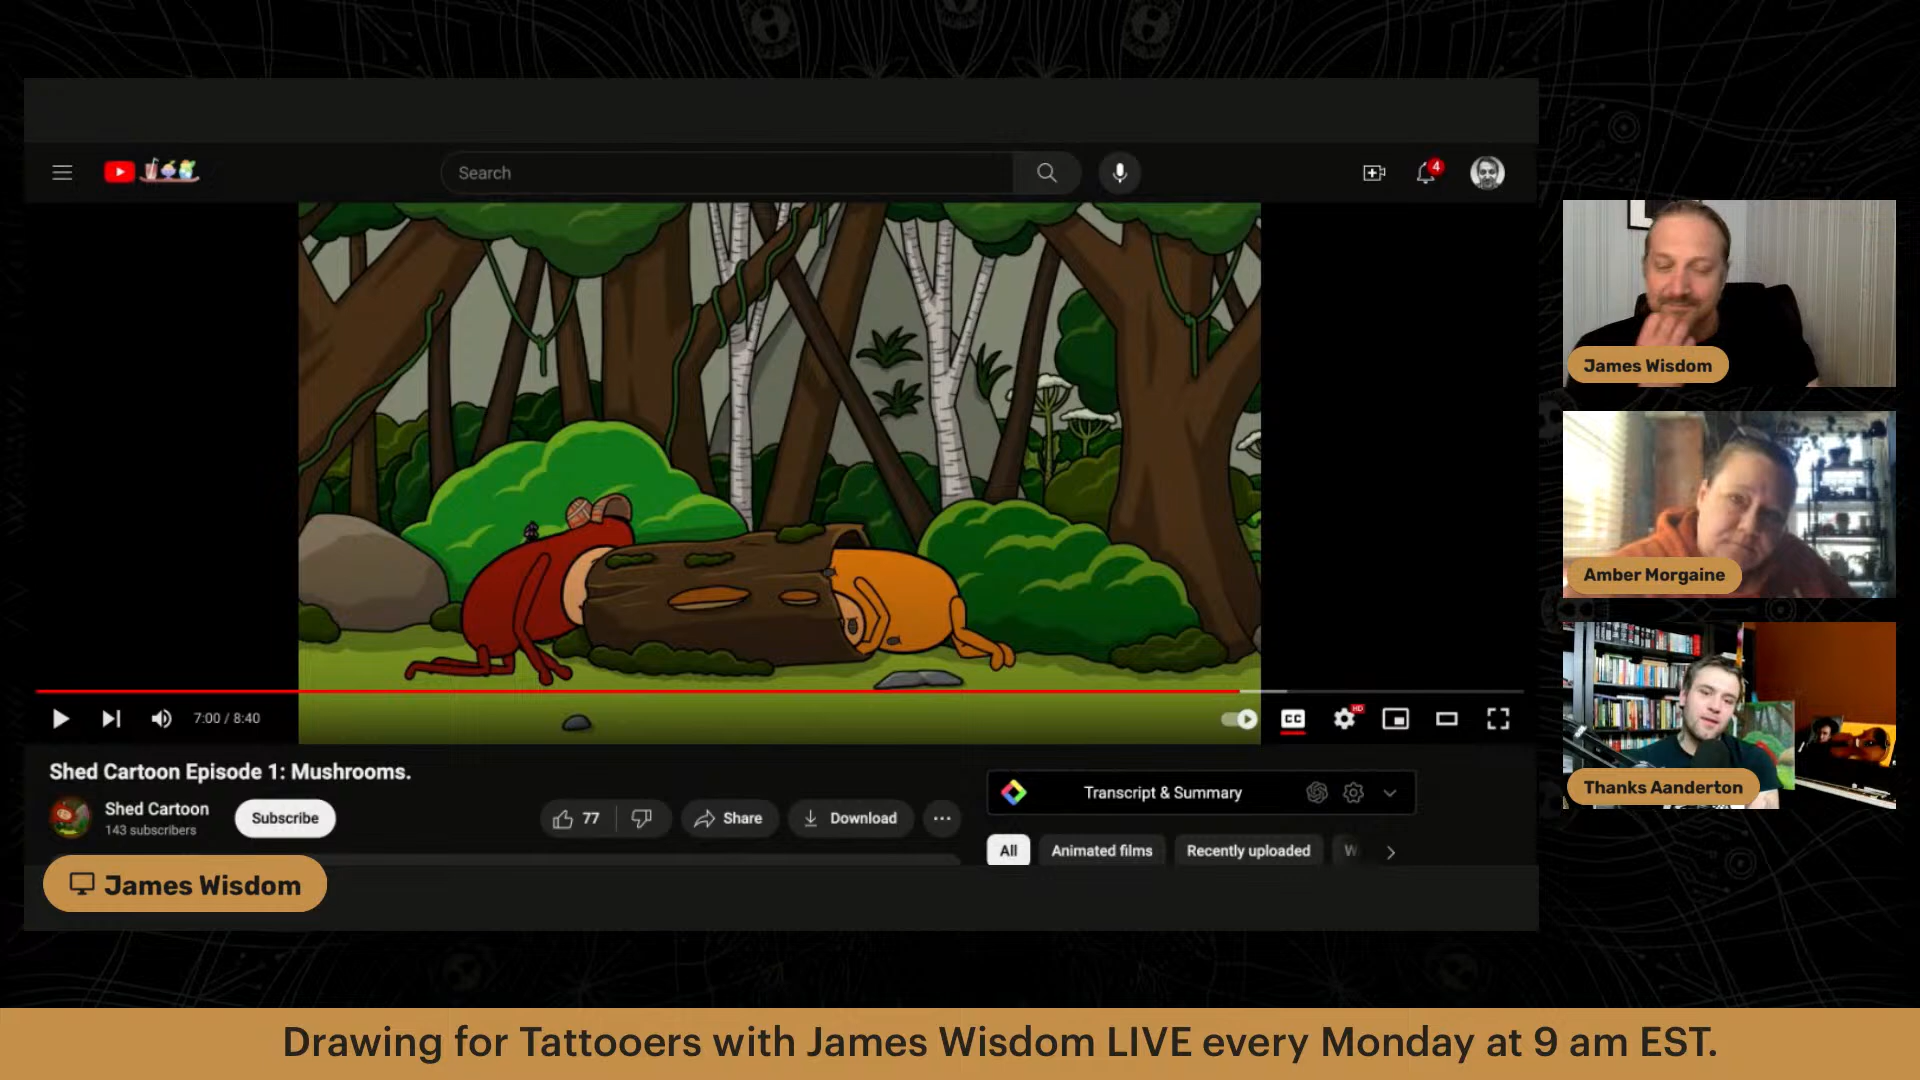 Search
4
James Wisdom
Amber Morgaine
Thanks Aanderton
7:00 / 8:40
CC
HD
Shed Cartoon Episode 1: Mushrooms.
Shed Cartoon
143 subscribers
Subscribe
77
Share
Download
Transcript & Summary
All
Animated films
Recently uploaded
W
James Wisdom
Drawing for Tattooers with James Wisdom LIVE every Monday at 9 am EST.